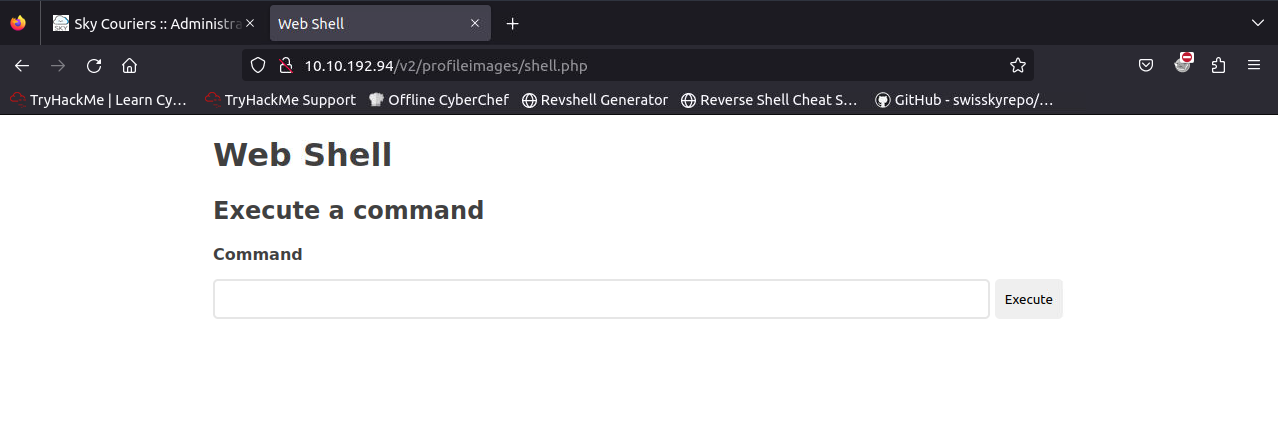 Sky Couriers :: Administra
Web Shell
10.10.192.94/v2/profileimages/shell.php
TryHackMe | Learn Cy…
TryHackMe Support
Offline CyberChef
Revshell Generator
Reverse Shell Cheat S…
GitHub - swisskyrepo/…
Web Shell
Execute a command
Command
Execute